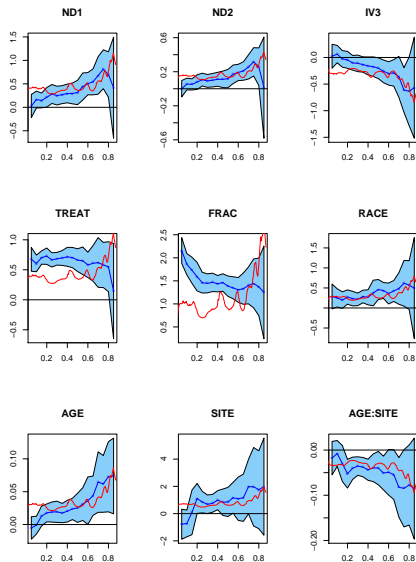 ND1 ND2 IV3
1.5 1.0 0.5 0.0 −0.5
0.6 0.4 0.2 0.0
0.0 −0.5 −1.0 −1.5
0.2 0.4 0.6 0.8 0.2 0.4 0.6 0.8 0.2 0.4 0.6 0.8
TREAT FRAC RACE
1.0 0.5 0.0 −0.5
2.5 2.0 1.5 1.0 0.5
1.5 0.5 −0.5
0.2 0.4 0.6 0.8 0.2 0.4 0.6 0.8 0.2 0.4 0.6 0.8
AGE SITE AGE:SITE
0.10 0.05 0.00
4 2 0 −2
0.00 −0.10 −0.20
0.2 0.4 0.6 0.8 0.2 0.4 0.6 0.8 0.2 0.4 0.6 0.8